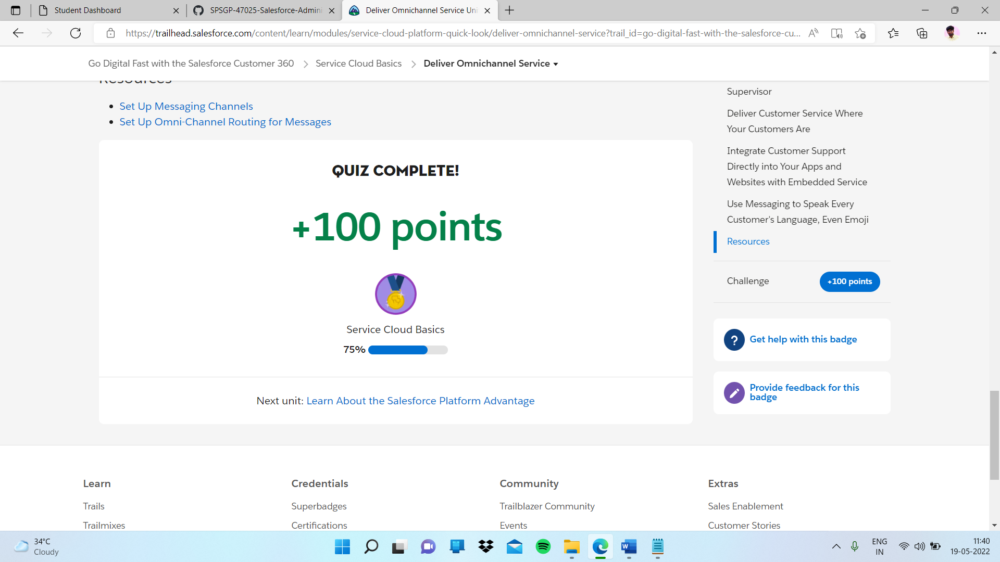 Student Dashboard
SPSGP-47025-Salesforce-Admini
Deliver Omnichannel Service Uni
https://trailhead.salesforce.com/content/learn/modules/service-cloud-platform-quick-look/deliver-omnichannel-service?trail_id=go-digital-fast-with-the-salesforce-cu...
Go Digital Fast with the Salesforce Customer 360
Service Cloud Basics
Deliver Omnichannel Service
Resources
Set Up Messaging Channels
Set Up Omni-Channel Routing for Messages
QUIZ COMPLETE!
+100 points
Service Cloud Basics
75%
Next unit: Learn About the Salesforce Platform Advantage
Supervisor
Deliver Customer Service Where
Your Customers Are
Integrate Customer Support
Directly into Your Apps and
Websites with Embedded Service
Use Messaging to Speak Every
Customer's Language, Even Emoji
Resources
Challenge
+100 points
? Get help with this badge
Provide feedback for this
badge
Learn
Trails
Trailmixes
Credentials
Superbadges
Certifications
Community
Trailblazer Community
Events
Extras
Sales Enablement
Customer Stories
34°C
Cloudy
W
ENG
IN
11:40
19-05-2022